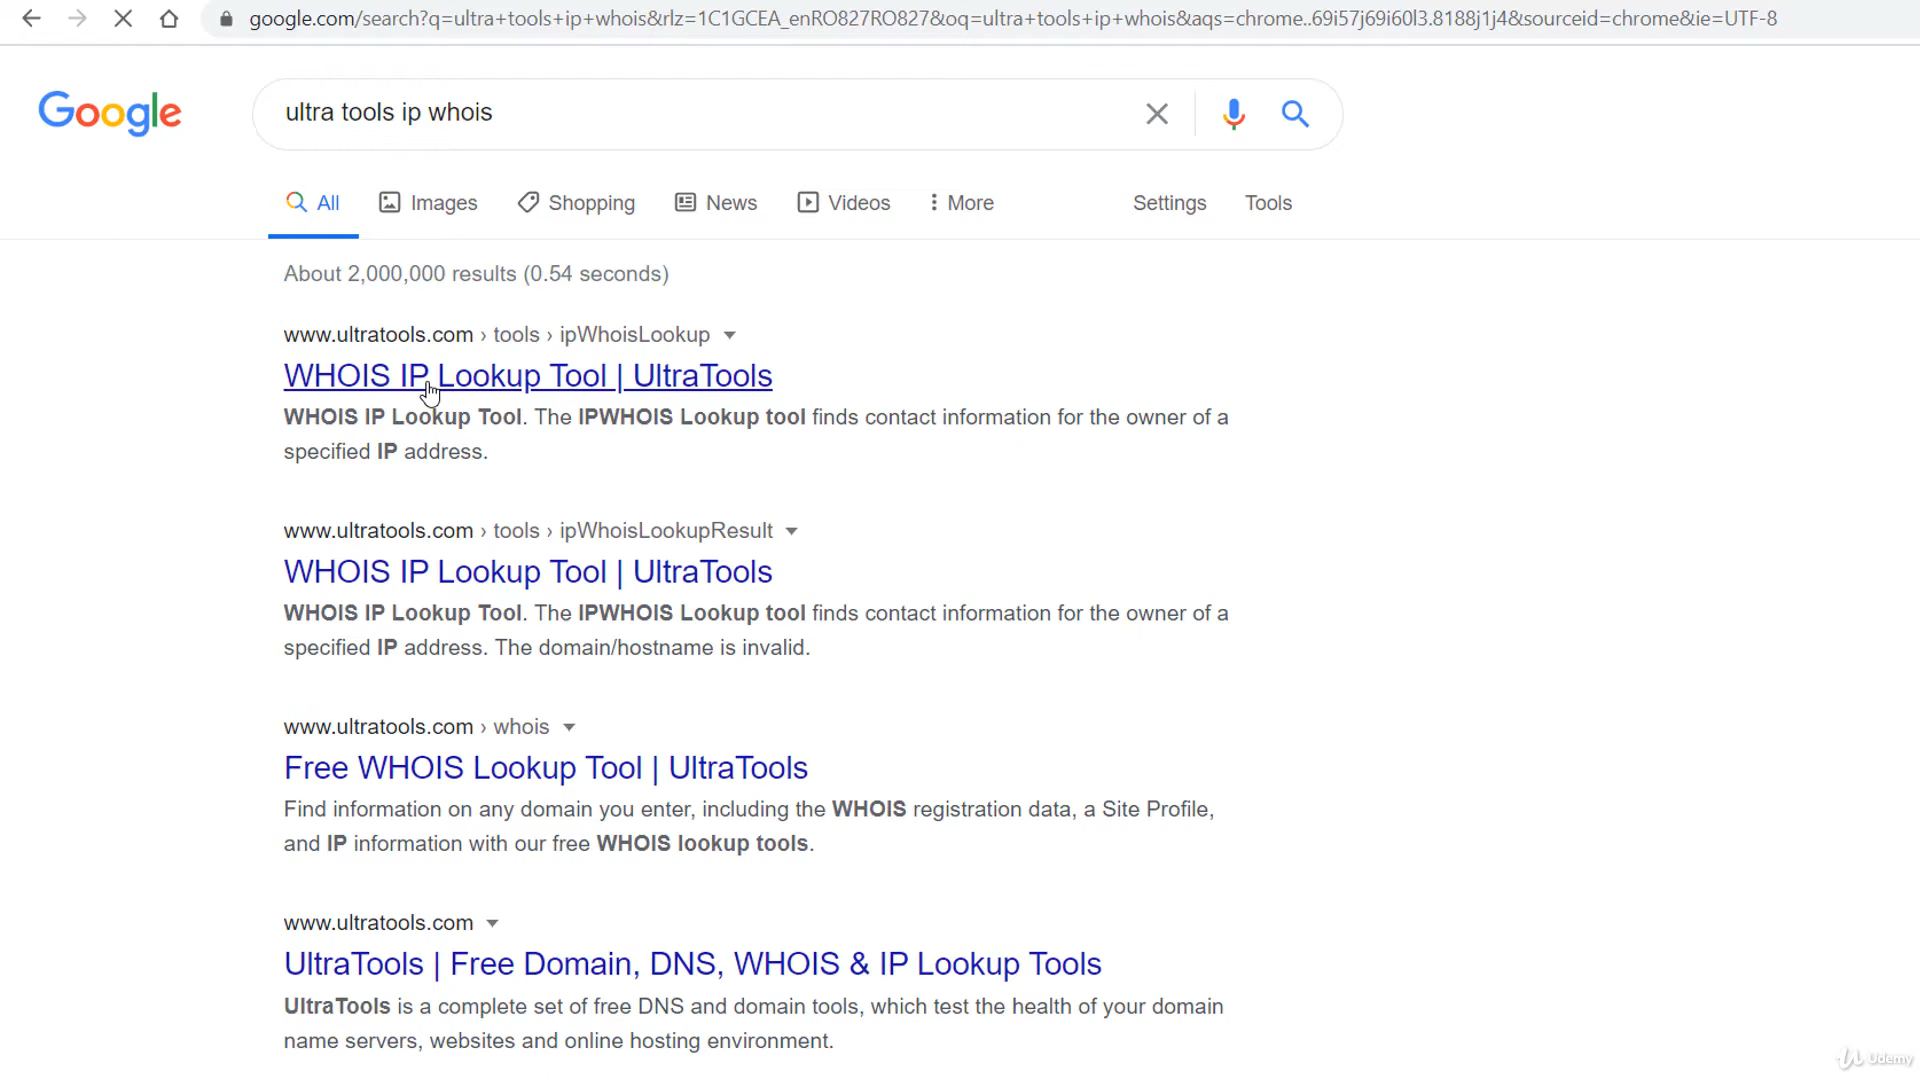 google.com/search?q=ultra+tools+ip+whois&rlz=1C1GCEA_enRO827RO827&oq=ultra+tools+ip+whois&aqs=chrome..69i57j69i60l3.8188j1j4&sourceid=chrome&ie=UTF-8
Google
ultra tools ip whois
All Images Shopping News Videos More Settings Tools
About 2,000,000 results (0.54 seconds)
www.ultratools.com › tools › ipWhoisLookup
WHOIS IP Lookup Tool | UltraTools
WHOIS IP Lookup Tool. The IPWHOIS Lookup tool finds contact information for the owner of a
specified IP address.
www.ultratools.com › tools › ipWhoisLookupResult
WHOIS IP Lookup Tool | UltraTools
WHOIS IP Lookup Tool. The IPWHOIS Lookup tool finds contact information for the owner of a
specified IP address. The domain/hostname is invalid.
www.ultratools.com › whois
Free WHOIS Lookup Tool | UltraTools
Find information on any domain you enter, including the WHOIS registration data, a Site Profile,
and IP information with our free WHOIS lookup tools.
www.ultratools.com
UltraTools | Free Domain, DNS, WHOIS & IP Lookup Tools
UltraTools is a complete set of free DNS and domain tools, which test the health of your domain
name servers, websites and online hosting environment.
Udemy